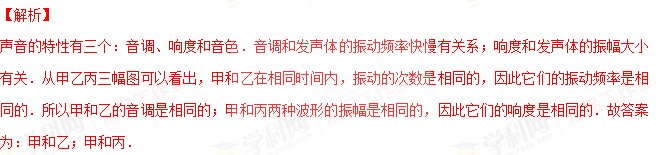 【解析】
声音的特性有三个：音调、响度和音色．音调和发声体的振动频率快慢有关系；响度和发声体的振幅大小
有关．从甲乙丙三幅图可以看出，甲和乙在相同时间内，振动的次数是相同的，因此它们的振动频率是相
同的．所以甲和乙的音调是相同的；甲和丙两种波形的振幅是相同的，因此它们的响度是相同的．故答案
为：甲和乙；甲和丙．